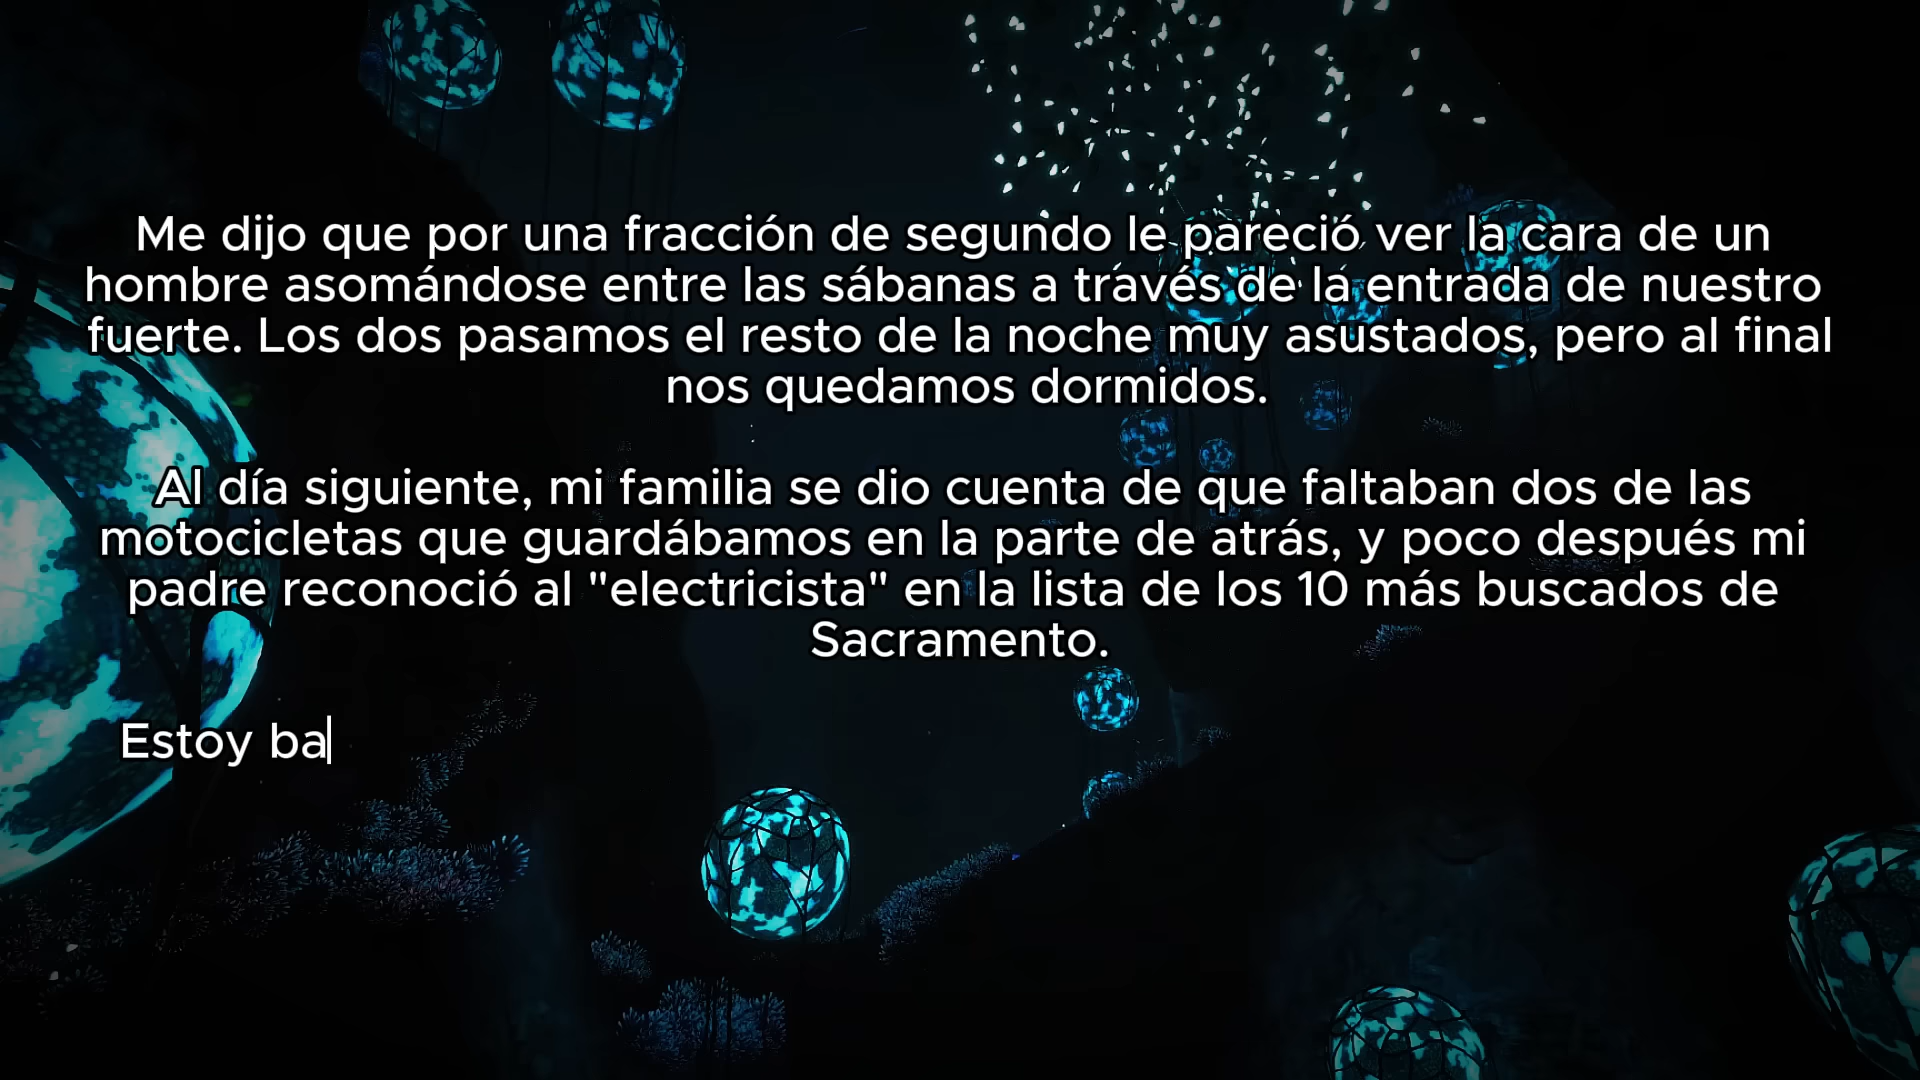 Me dijo que por una fracción de segundo le pareció ver la cara de un
hombre asomándose entre las sábanas a través de la entrada de nuestro
fuerte. Los dos pasamos el resto de la noche muy asustados, pero al final
nos quedamos dormidos.
Al día siguiente, mi familia se dio cuenta de que faltaban dos de las
motocicletas que guardábamos en la parte de atrás, y poco después mi
padre reconoció al "electricista" en la lista de los 10 más buscados de
Sacramento.
Estoy ba